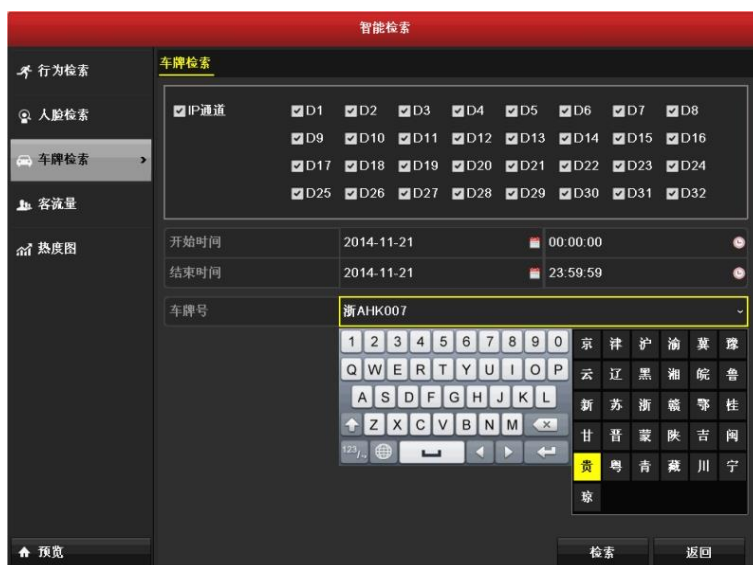 智能检索
行为检索
人脸检索
车牌检索
客流量
热度图
预览
车牌检索
IP通道 D1 D2 D3 D4 D5 D6 D7 D8
D9 D10 D11 D12 D13 D14 D15 D16
D17 D18 D19 D20 D21 D22 D23 D24
D25 D26 D27 D28 D29 D30 D31 D32
开始时间 2014-11-21 00:00:00
结束时间 2014-11-21 23:59:59
车牌号 浙AHK007
1 2 3 4 5 6 7 8 9 0
Q W E R T Y U I O P
A S D F G H J K L
Z X C V B N M
123/,.
京 津 沪 渝 冀 豫
云 辽 黑 湘 皖 鲁
新 苏 浙 赣 鄂 桂
甘 晋 蒙 陕 吉 闽
贵 粤 青 藏 川 宁
琼
检索 返回